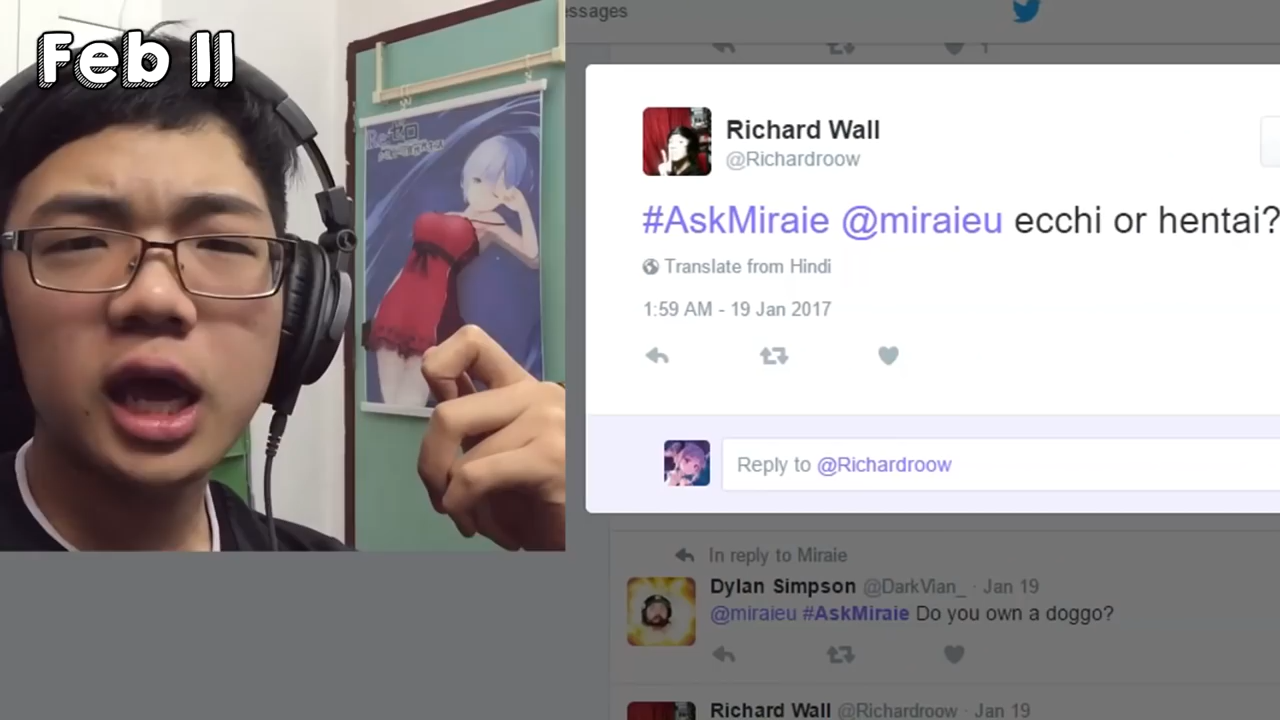 Feb 11
essages
1
Richard Wall
@Richardroow
#AskMiraie @miraieu ecchi or hentai?
Translate from Hindi
1:59 AM - 19 Jan 2017
Reply to @Richardroow
In reply to Miraie
Dylan Simpson @DarkVian_ · Jan 19
@miraieu #AskMiraie Do you own a doggo?
Richard Wall @Richardroow · Jan 19